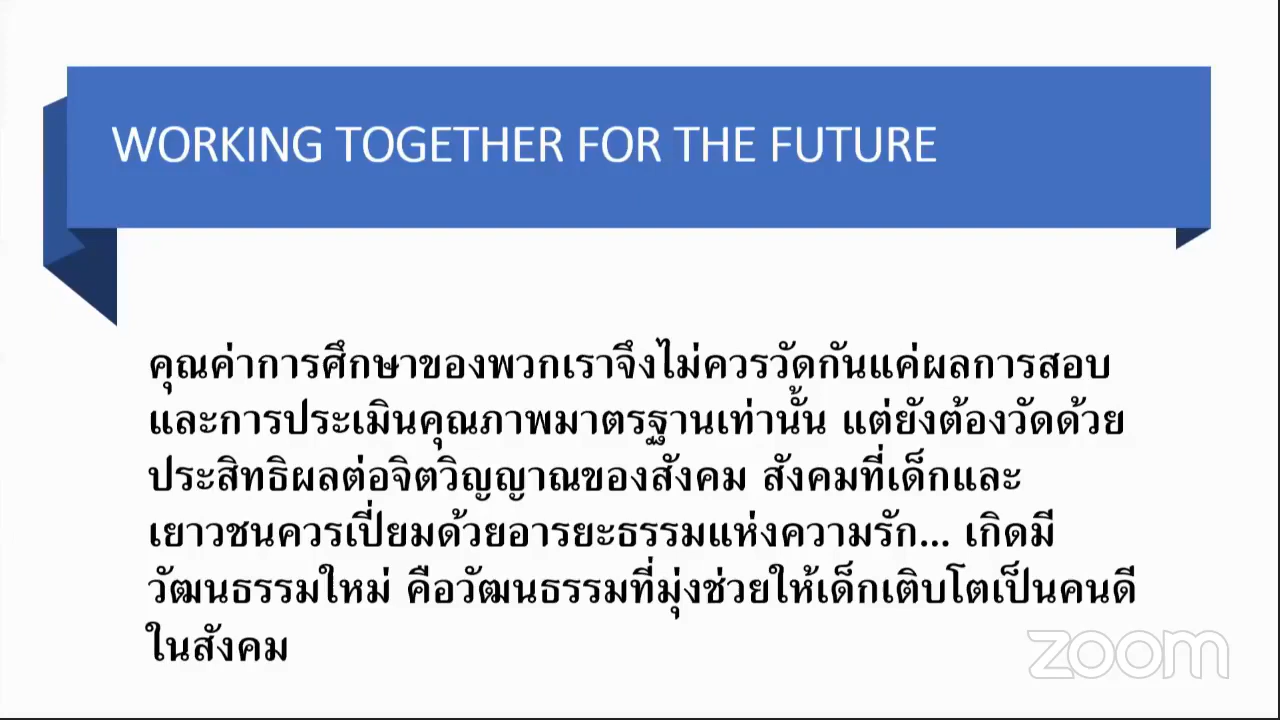 WORKING TOGETHER FOR THE FUTURE
คุณค่าการศึกษาของพวกเราจึงไม่ควรวัดกันแค่ผลการสอบ
และการประเมินคุณภาพมาตรฐานเท่านั้น แต่ยังต้องวัดด้วย
ประสิทธิผลต่อจิตวิญญาณของสังคม สังคมที่เด็กและ
เยาวชนควรเปี่ยมด้วยอารยะธรรมแห่งความรัก... เกิดมี
วัฒนธรรมใหม่ คือวัฒนธรรมที่มุ่งช่วยให้เด็กเติบโตเป็นคนดี
ในสังคม
zoom